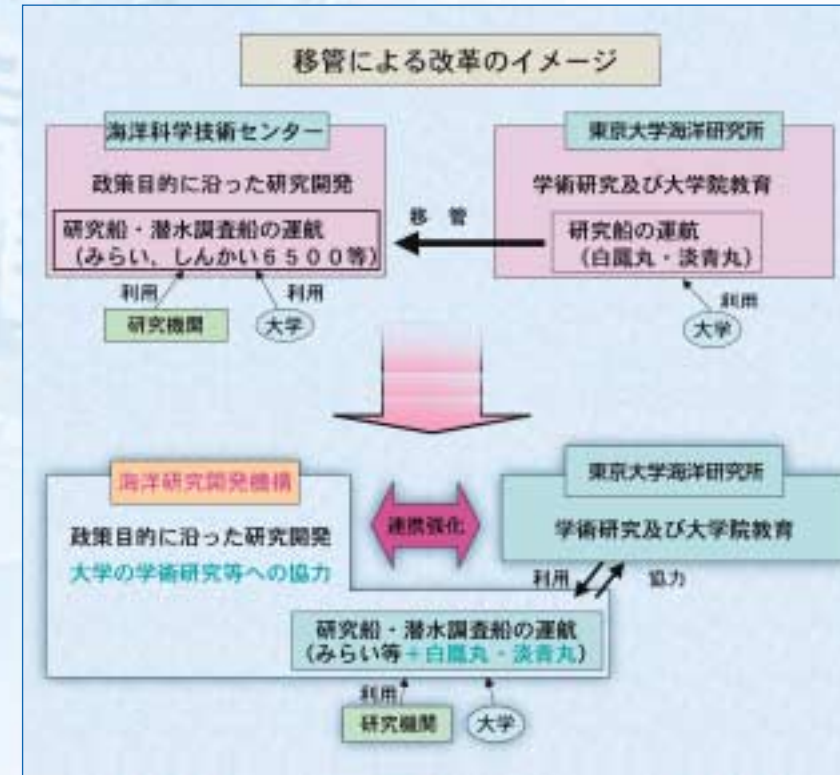 移管による改革のイメージ
海洋科学技術センター
政策目的に沿った研究開発
研究船・潜水調査船の運航
（みらい、しんかい６５００等）
利用
利用
研究機関
大学
移 管
東京大学海洋研究所
学術研究及び大学院教育
研究船の運航
（白鳳丸・淡青丸）
利用
大学
海洋研究開発機構
政策目的に沿った研究開発
大学の学術研究等への協力
連携強化
東京大学海洋研究所
学術研究及び大学院教育
利用
協力
研究船・潜水調査船の運航
（みらい等＋白鳳丸・淡青丸）
利用
研究機関
大学